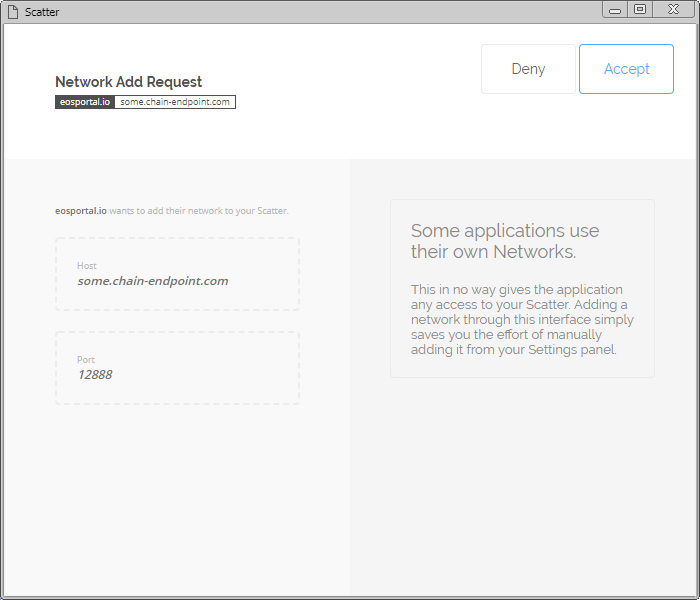 Scatter
Network Add Request
eosportal.io some.chain-endpoint.com
Deny
Accept
eosportal.io wants to add their network to your Scatter.
Host
some.chain-endpoint.com
Port
12888
Some applications use
their own Networks.
This in no way gives the application
any access to your Scatter. Adding a
network through this interface simply
saves you the effort of manually
adding it from your Settings panel.